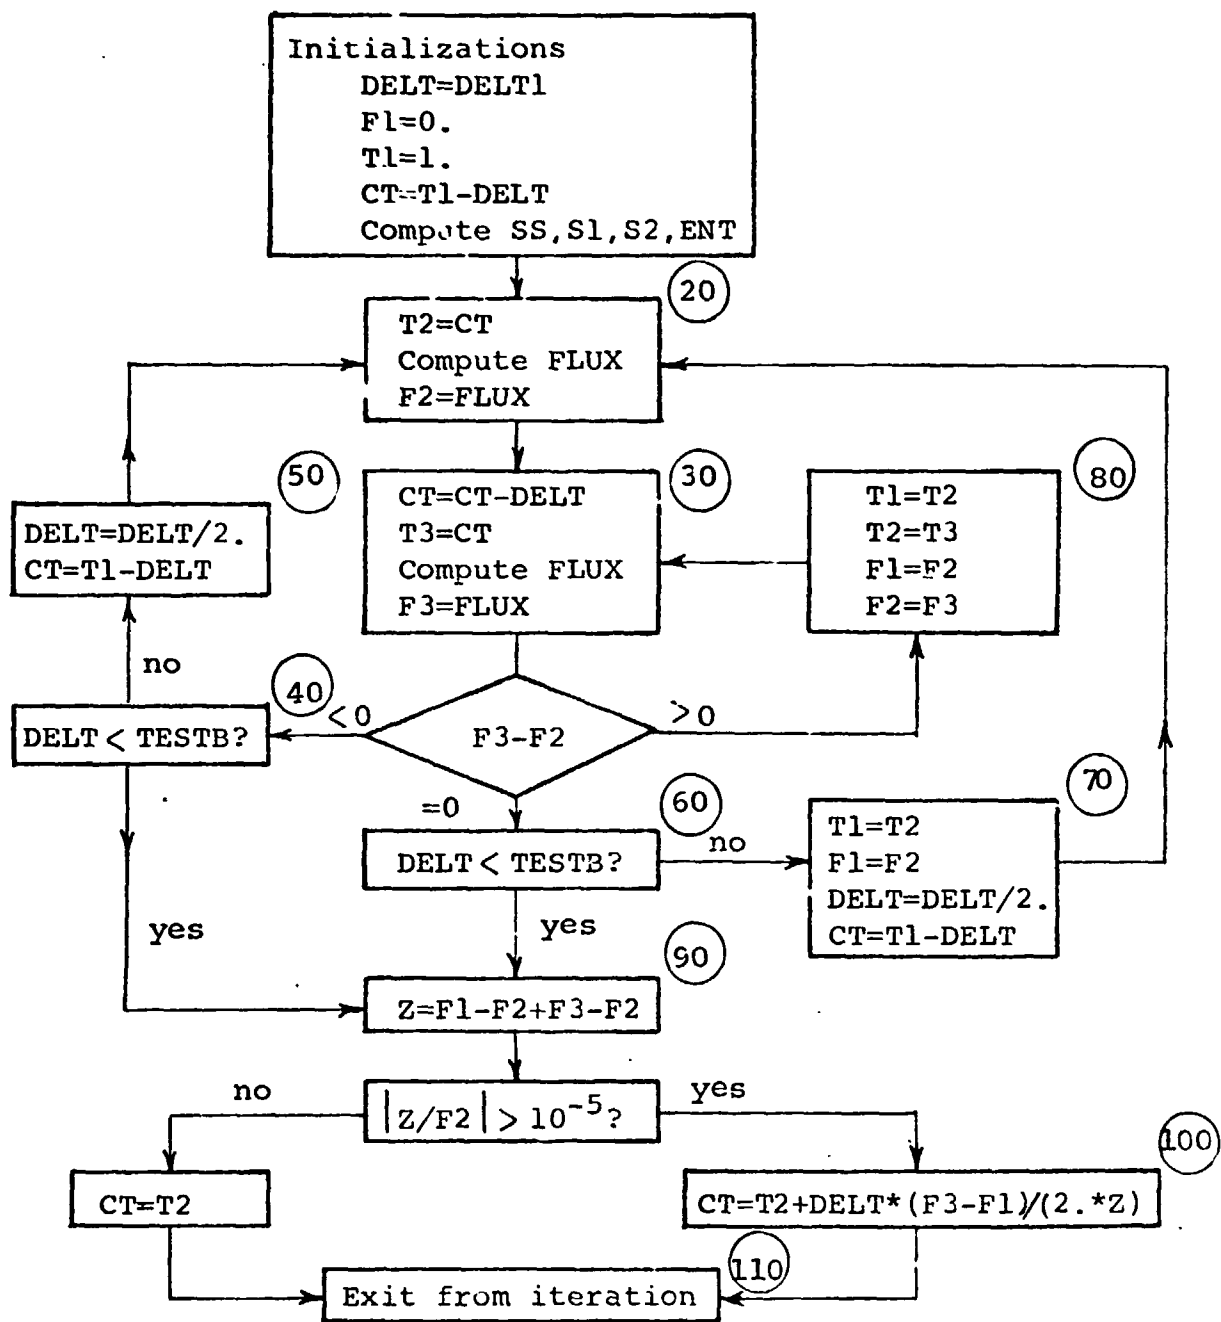 Initializations
DELT=DELT1
F1=0.
T1=1.
CT=T1-DELT
Compute SS,S1,S2,ENT
20
T2=CT
Compute FLUX
F2=FLUX
50
DELT=DELT/2.
CT=T1-DELT
30
CT=CT-DELT
T3=CT
Compute FLUX
F3=FLUX
80
T1=T2
T2=T3
F1=F2
F2=F3
no
40
<0
DELT < TESTB?
F3-F2
>0
=0
60
DELT < TESTB?
no
70
T1=T2
F1=F2
DELT=DELT/2.
CT=T1-DELT
yes
yes
90
Z=F1-F2+F3-F2
no
|Z/F2| > 10⁻⁵?
yes
100
CT=T2
CT=T2+DELT*(F3-F1)/(2.*Z)
110
Exit from iteration